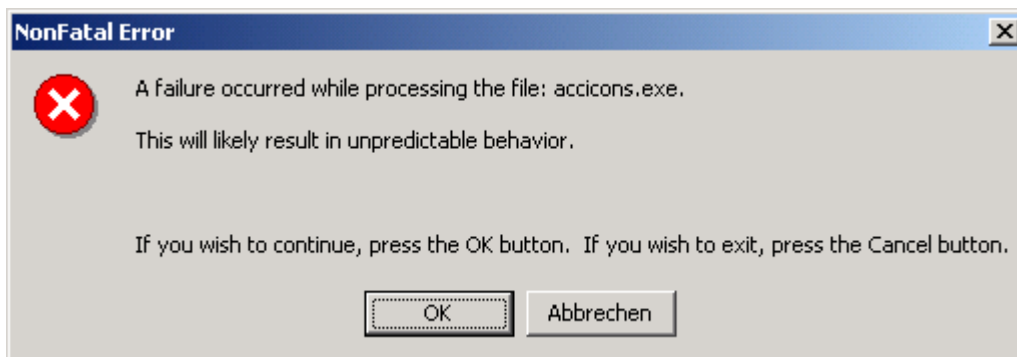 NonFatal Error
A failure occurred while processing the file: accicons.exe.
This will likely result in unpredictable behavior.
If you wish to continue, press the OK button.  If you wish to exit, press the Cancel button.
OK
Abbrechen